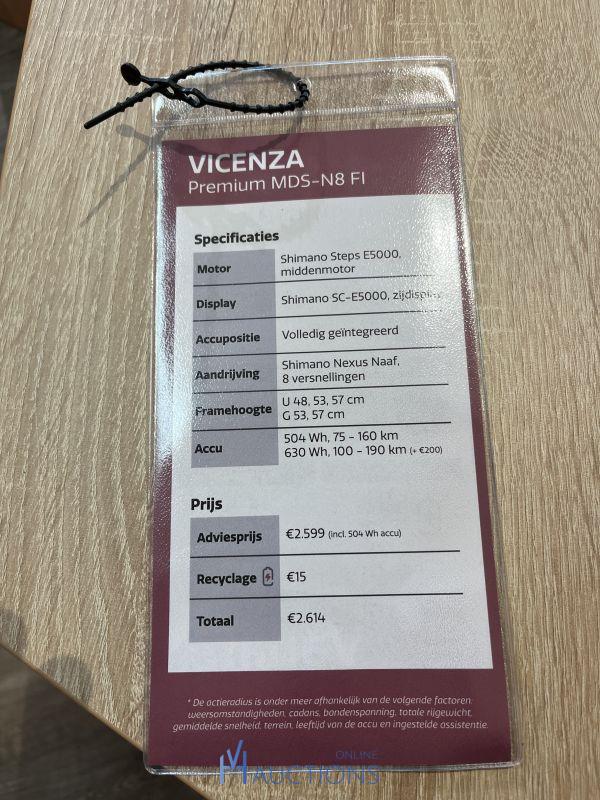 VICENZA
Premium MDS-N8 FI
Specificaties
Motor
Shimano Steps E5000,
middenmotor
Display
Shimano SC-E5000, zijdisplay
Accupositie
Volledig geïntegreerd
Aandrijving
Shimano Nexus Naaf,
8 versnellingen
Framehoogte
U 48, 53, 57 cm
G 53, 57 cm
Accu
504 Wh, 75 - 160 km
630 Wh, 100 - 190 km (+ €200)
Prijs
Adviesprijs
€2.599 (incl. 504 Wh accu)
Recyclage
€15
Totaal
€2.614
* De actieradius is onder meer afhankelijk van de volgende factoren:
weersomstandigheden, cadans, bandenspanning, totale rijgewicht,
gemiddelde snelheid, terrein, leeftijd van de accu en ingestelde assistentie.
ONLINE
AUCTIONS